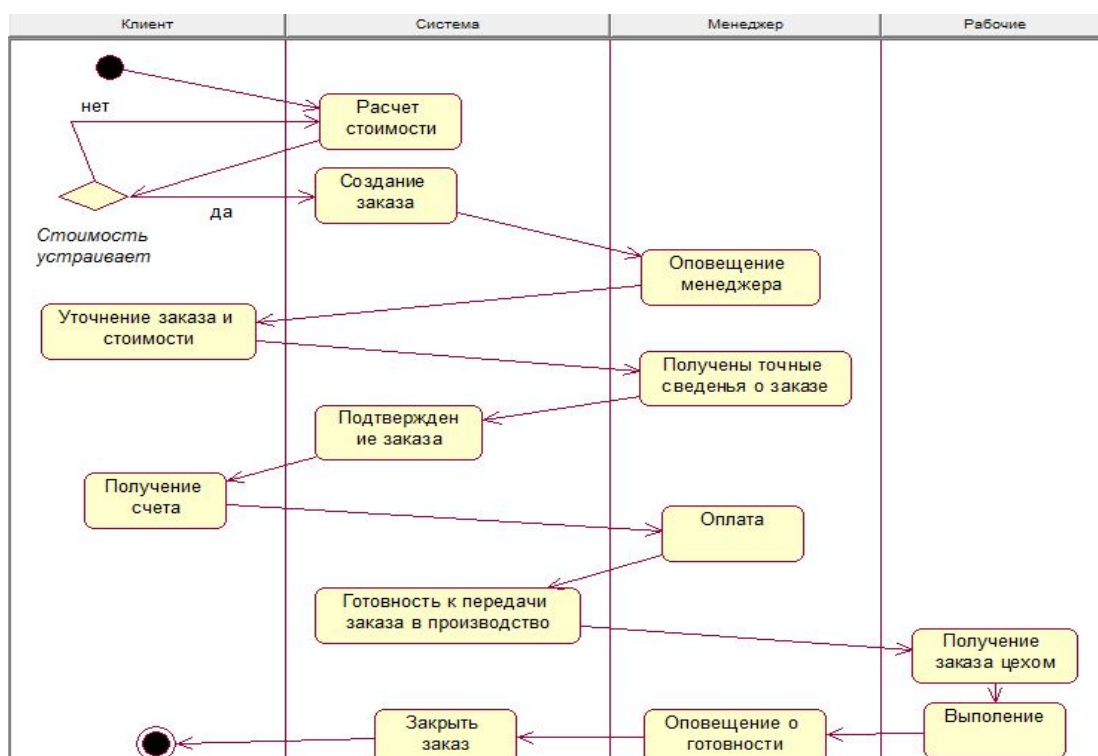 Клиент
Система
Менеджер
Рабочие
нет
Расчет
стоимости
Создание
заказа
да
Стоимость
устраивает
Оповещение
менеджера
Уточнение заказа и
стоимости
Получены точные
сведенья о заказе
Подтвержден
ие заказа
Получение
счета
Оплата
Готовность к передачи
заказа в производство
Получение
заказа цехом
Выполение
Оповещение о
готовности
Закрыть
заказ